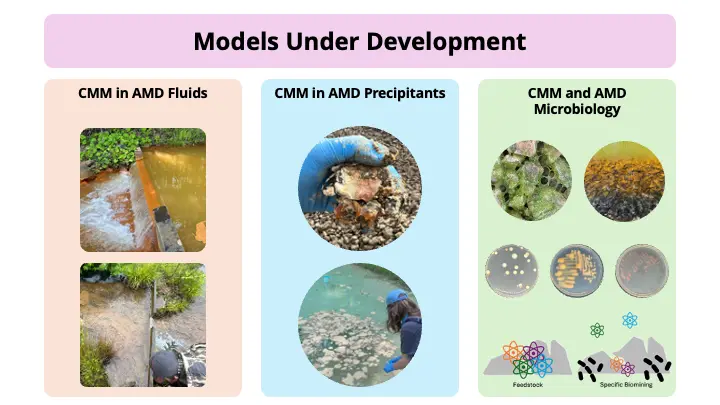 Models Under Development
CMM in AMD Fluids
CMM in AMD Precipitants
CMM and AMD
Microbiology
Feedstock
Specific Biomining